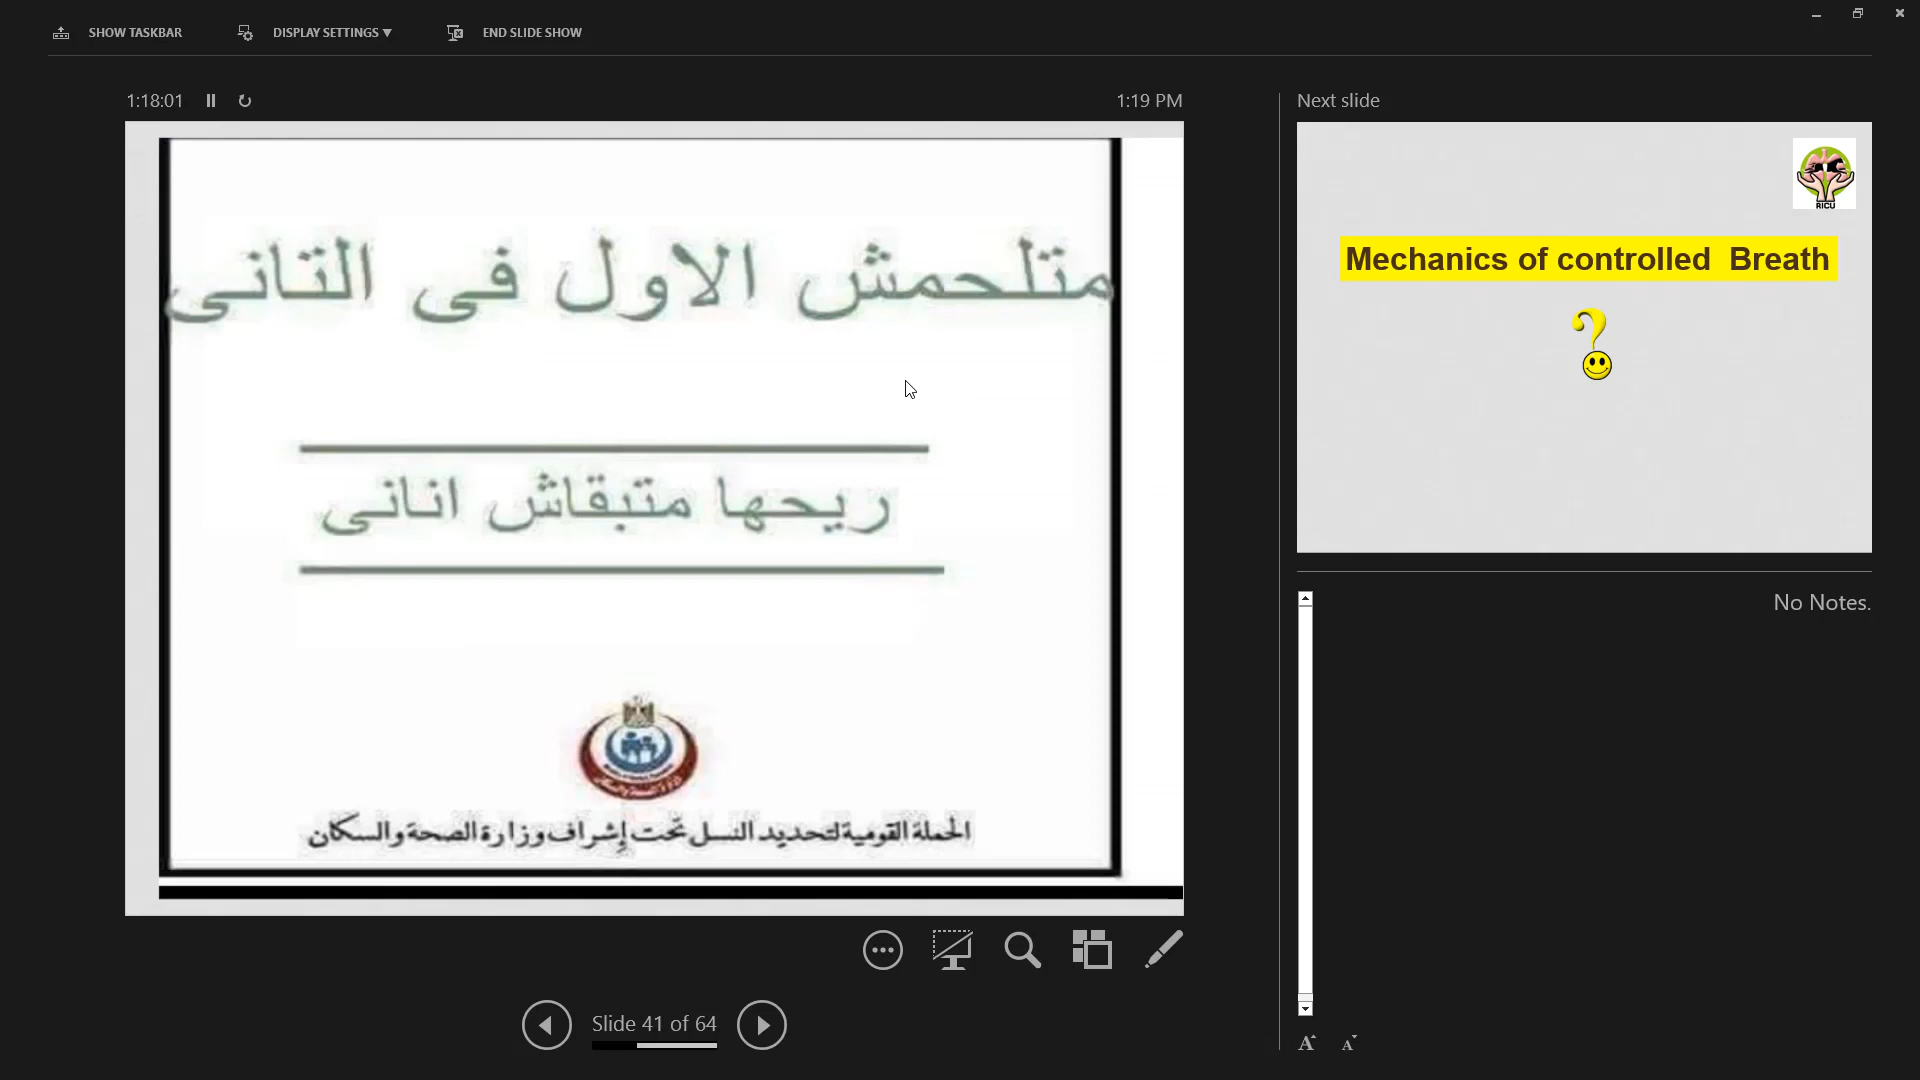 SHOW TASKBAR
DISPLAY SETTINGS ▼
END SLIDE SHOW
1:18:01
1:19 PM
متلحمش الاول فى التانى
ريحها متبقاش انانى
الحملة القومية لتحديد النسل تحت إشراف وزارة الصحة والسكان
Slide 41 of 64
Next slide
RICU
Mechanics of controlled Breath
?
No Notes.
A
A